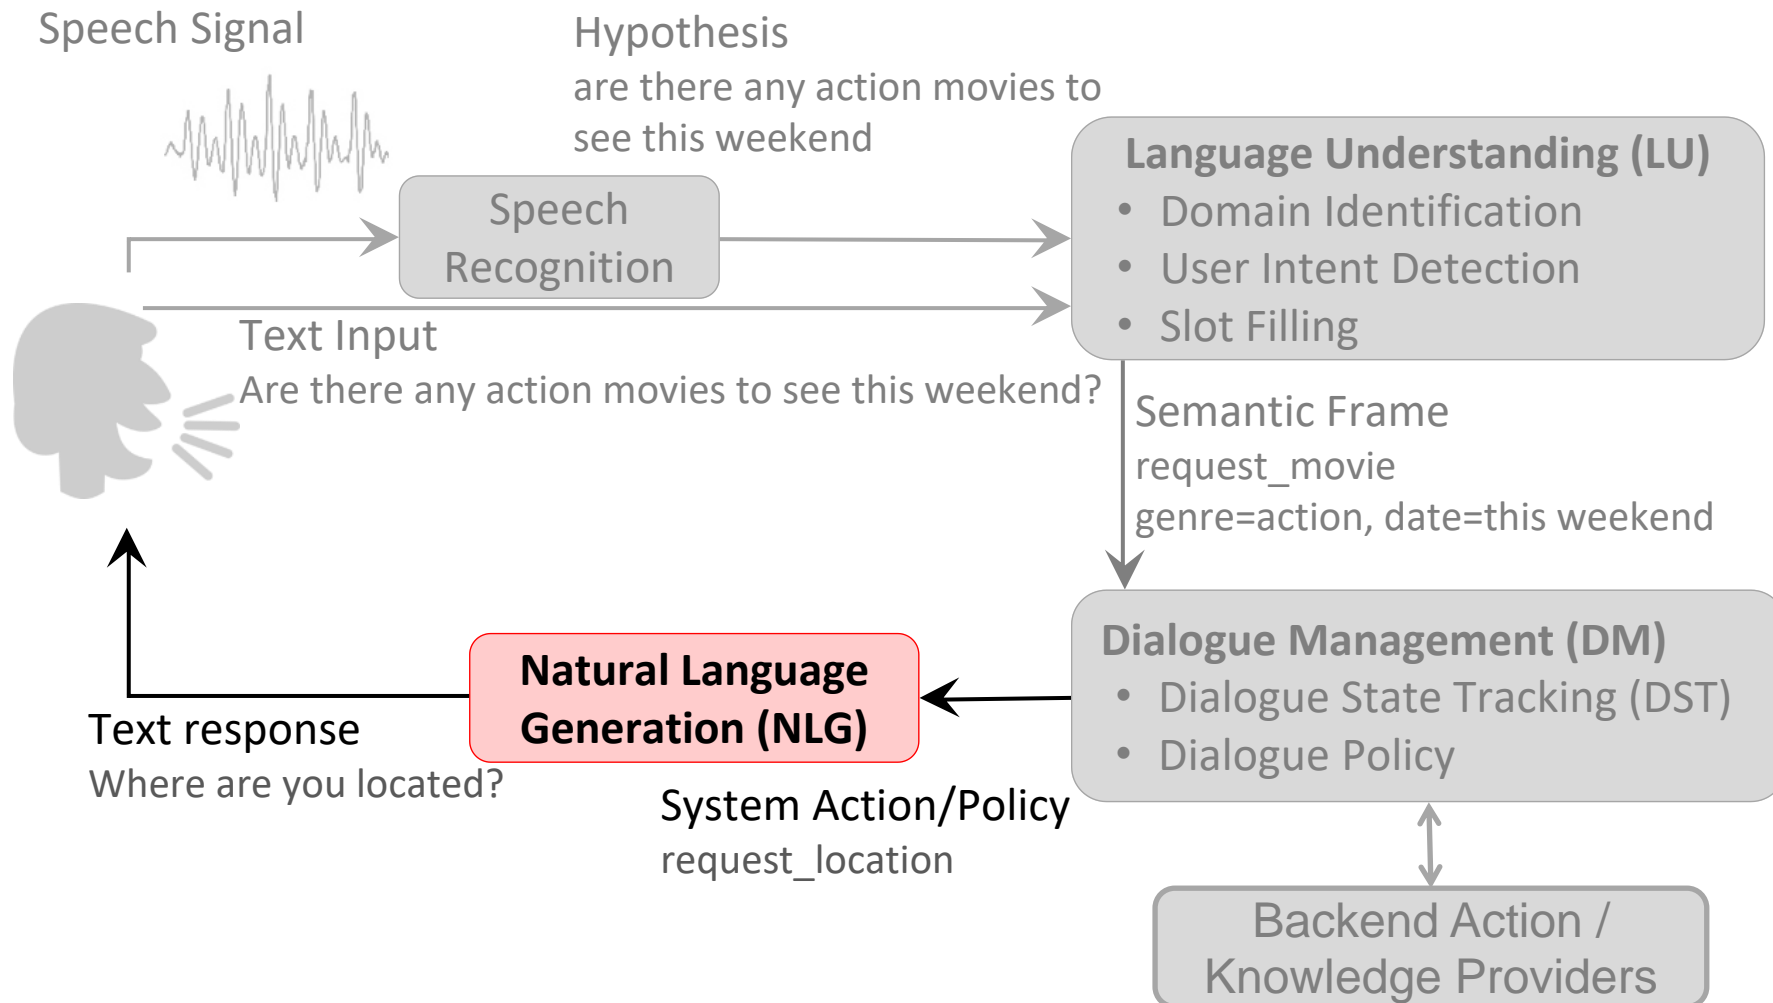 Speech Signal
Hypothesis
are there any action movies to
see this weekend
Speech
Recognition
Language Understanding (LU)
• Domain Identification
• User Intent Detection
• Slot Filling
Text Input
Are there any action movies to see this weekend?
Semantic Frame
request_movie
genre=action, date=this weekend
Dialogue Management (DM)
• Dialogue State Tracking (DST)
• Dialogue Policy
Natural Language
Generation (NLG)
Text response
Where are you located?
System Action/Policy
request_location
Backend Action /
Knowledge Providers